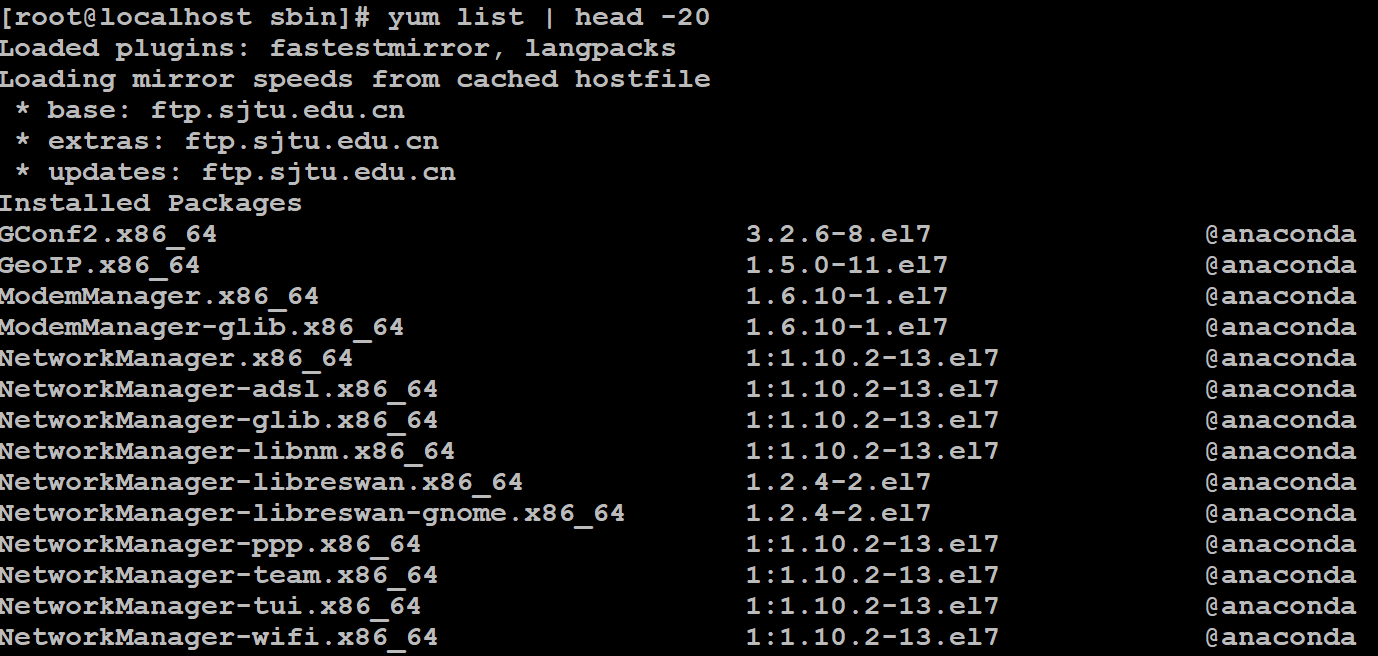 [root@localhost sbin]# yum list | head -20
Loaded plugins: fastestmirror, langpacks
Loading mirror speeds from cached hostfile
 * base: ftp.sjtu.edu.cn
 * extras: ftp.sjtu.edu.cn
 * updates: ftp.sjtu.edu.cn
Installed Packages
GConf2.x86_64 3.2.6-8.el7 @anaconda
GeoIP.x86_64 1.5.0-11.el7 @anaconda
ModemManager.x86_64 1.6.10-1.el7 @anaconda
ModemManager-glib.x86_64 1.6.10-1.el7 @anaconda
NetworkManager.x86_64 1:1.10.2-13.el7 @anaconda
NetworkManager-adsl.x86_64 1:1.10.2-13.el7 @anaconda
NetworkManager-glib.x86_64 1:1.10.2-13.el7 @anaconda
NetworkManager-libnm.x86_64 1:1.10.2-13.el7 @anaconda
NetworkManager-libreswan.x86_64 1.2.4-2.el7 @anaconda
NetworkManager-libreswan-gnome.x86_64 1.2.4-2.el7 @anaconda
NetworkManager-ppp.x86_64 1:1.10.2-13.el7 @anaconda
NetworkManager-team.x86_64 1:1.10.2-13.el7 @anaconda
NetworkManager-tui.x86_64 1:1.10.2-13.el7 @anaconda
NetworkManager-wifi.x86_64 1:1.10.2-13.el7 @anaconda